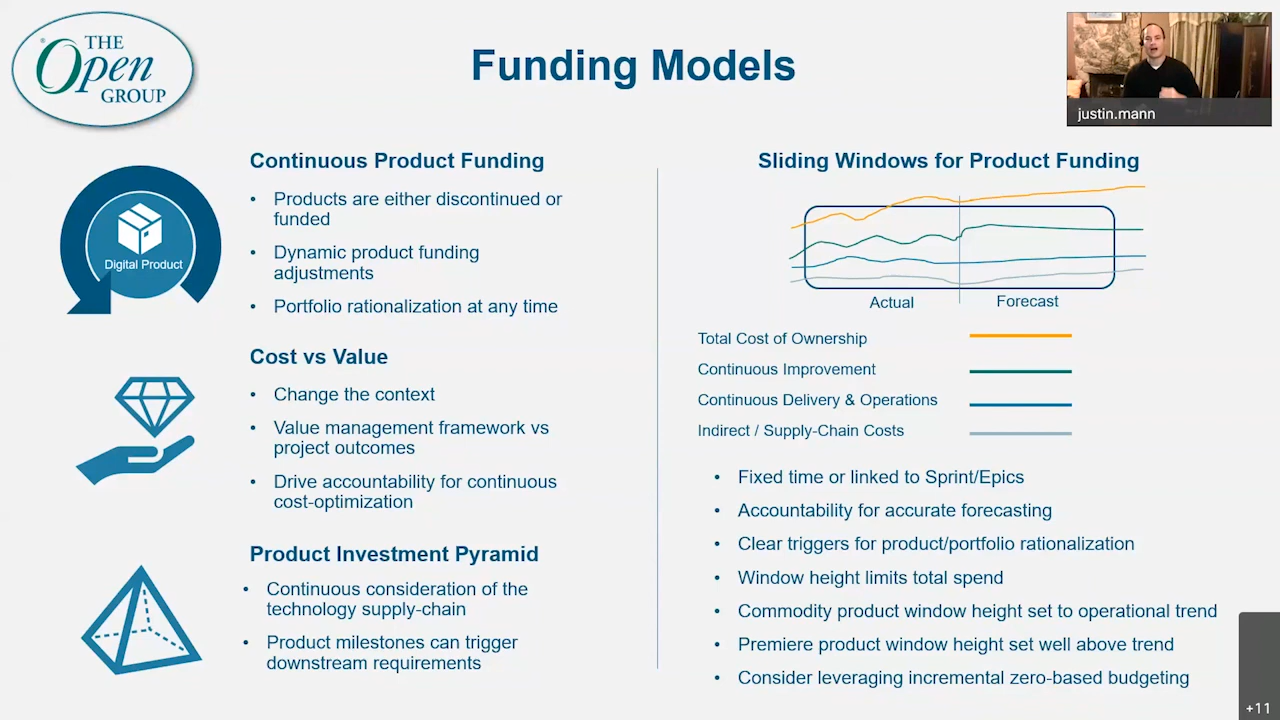 THE
Open
GROUP
®
Funding Models
justin.mann
Continuous Product Funding
• Products are either discontinued or
funded
• Dynamic product funding
adjustments
• Portfolio rationalization at any time
Digital Product
Cost vs Value
• Change the context
• Value management framework vs
project outcomes
• Drive accountability for continuous
cost-optimization
Product Investment Pyramid
• Continuous consideration of the
technology supply-chain
• Product milestones can trigger
downstream requirements
Sliding Windows for Product Funding
Actual
Forecast
Total Cost of Ownership
Continuous Improvement
Continuous Delivery & Operations
Indirect / Supply-Chain Costs
• Fixed time or linked to Sprint/Epics
• Accountability for accurate forecasting
• Clear triggers for product/portfolio rationalization
• Window height limits total spend
• Commodity product window height set to operational trend
• Premiere product window height set well above trend
• Consider leveraging incremental zero-based budgeting
+11